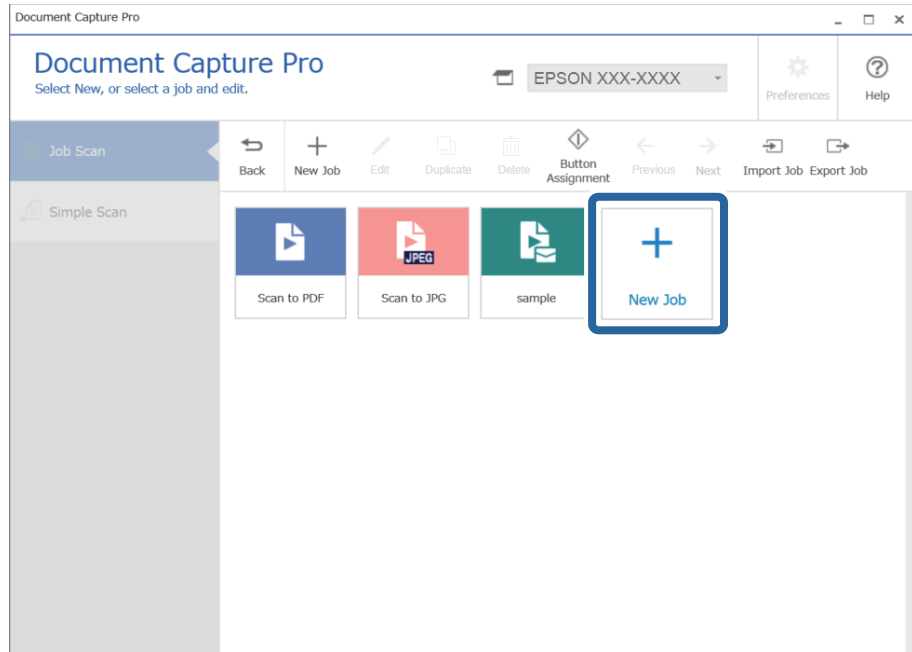 Document Capture Pro
Document Capture Pro
Select New, or select a job and edit.
EPSON XXX-XXXX
Preferences
Help
Job Scan
Simple Scan
Back
New Job
Edit
Duplicate
Delete
Button
Assignment
Previous
Next
Import Job
Export Job
JPEG
Scan to PDF
Scan to JPG
sample
New Job